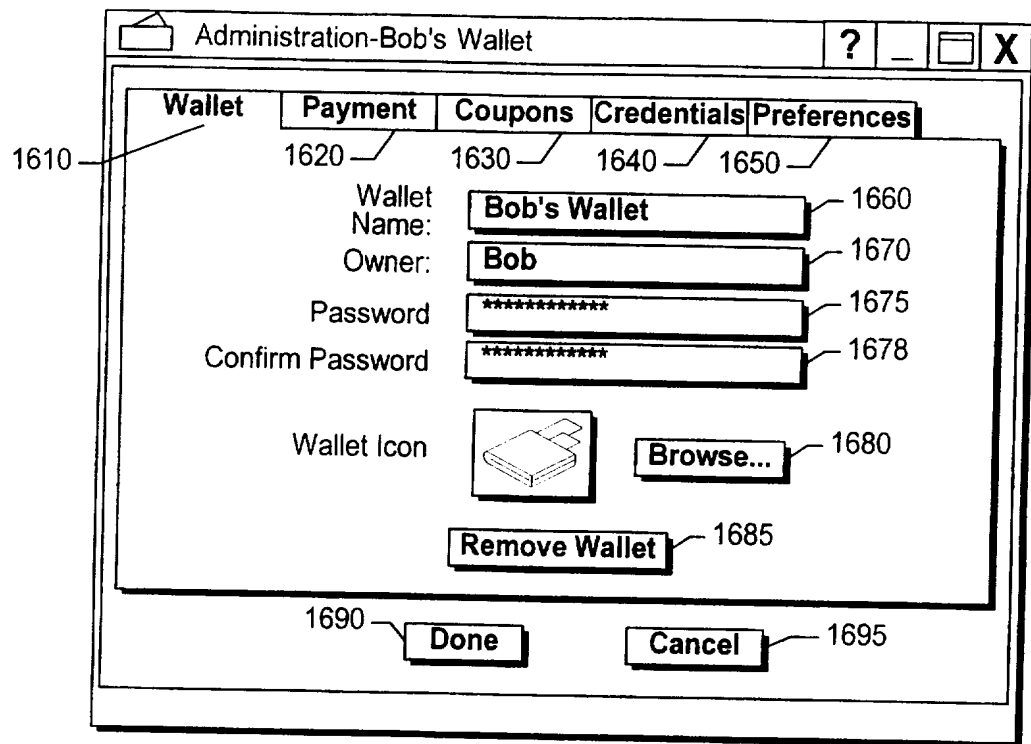 Administration-Bob's Wallet ? _ X
Wallet Payment Coupons Credentials Preferences
1610 1620 1630 1640 1650
Wallet
Name: Bob's Wallet 1660
Owner: Bob 1670
Password ************ 1675
Confirm Password ************ 1678
Wallet Icon Browse... 1680
Remove Wallet 1685
1690 Done Cancel 1695